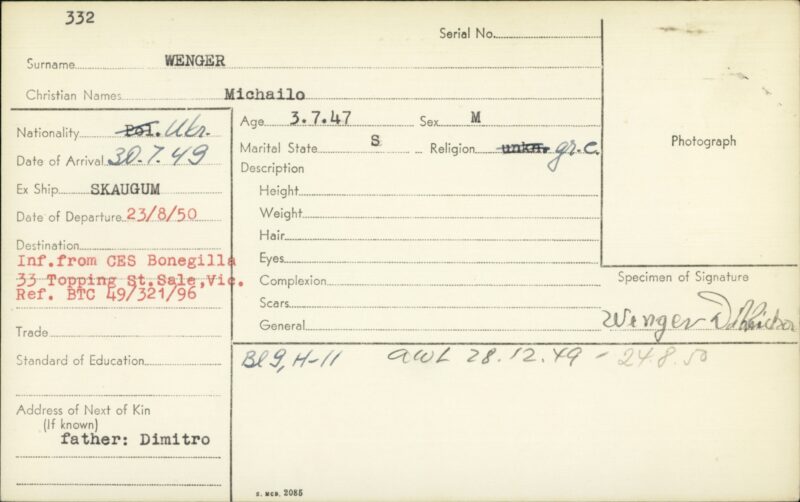 332
Serial No.
Surname WENGER
Christian Names Michailo
Nationality Pol. Ukr.
Date of Arrival 30.7.49
Ex Ship SKAUGUM
Date of Departure 23/8/50
Destination
Inf.from CES Bonegilla
33 Topping St.Sale,Vic.
Ref. BTC 49/321/96
Trade
Standard of Education
Address of Next of Kin
(If known)
father: Dimitro
Age 3.7.47 Sex M
Marital State S Religion unkn. gr.c.
Description
Height
Weight
Hair
Eyes
Complexion
Scars
General
Photograph
Specimen of Signature
Wenger
Bl 9, H-11 AWL 28.12.49 - 24.8.50
S. MCD. 2085